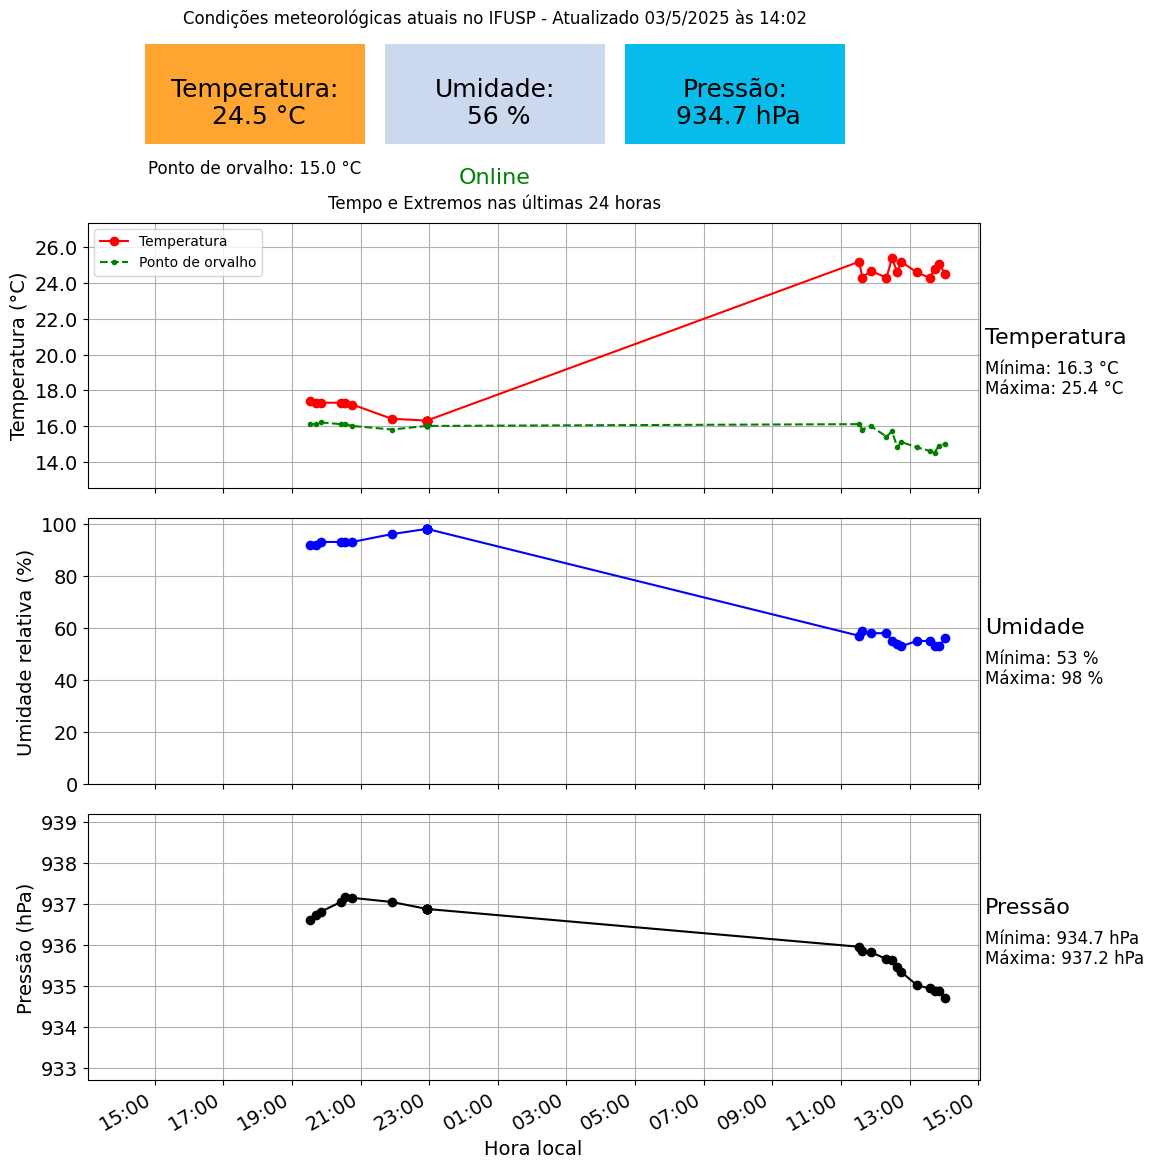 Condições meteorológicas atuais no IFUSP - Atualizado 03/5/2025 às 14:02
Temperatura:
24.5 °C
Umidade:
56 %
Pressão:
934.7 hPa
Ponto de orvalho: 15.0 °C
Online
Tempo e Extremos nas últimas 24 horas
Temperatura
Ponto de orvalho
Temperatura (°C)
26.0
24.0
22.0
20.0
18.0
16.0
14.0
Temperatura
Mínima: 16.3 °C
Máxima: 25.4 °C
Umidade relativa (%)
100
80
60
40
20
0
Umidade
Mínima: 53 %
Máxima: 98 %
Pressão (hPa)
939
938
937
936
935
934
933
Pressão
Mínima: 934.7 hPa
Máxima: 937.2 hPa
15:00 17:00 19:00 21:00 23:00 01:00 03:00 05:00 07:00 09:00 11:00 13:00 15:00
Hora local